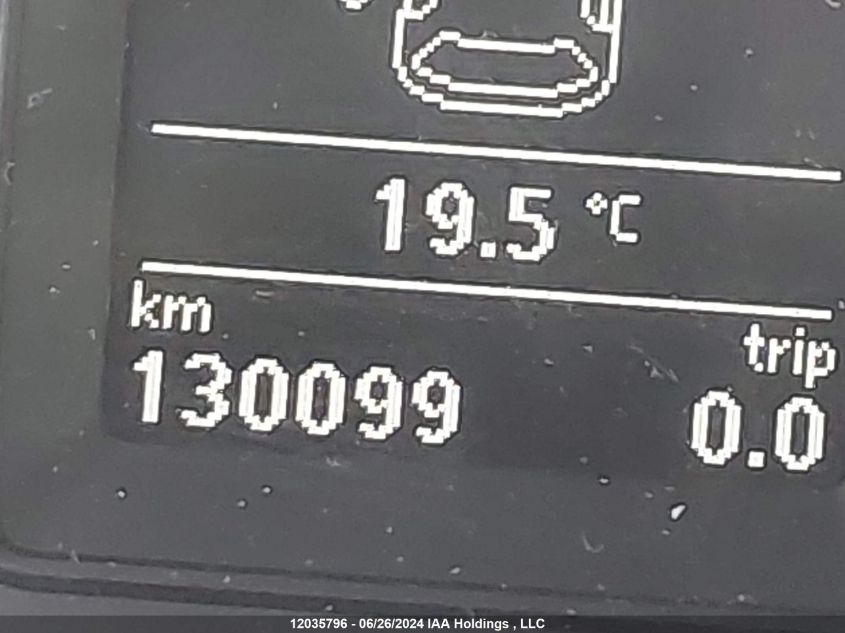 19.5 °C
km
trip
130099
0.0
12035796 - 06/26/2024 IAA Holdings , LLC